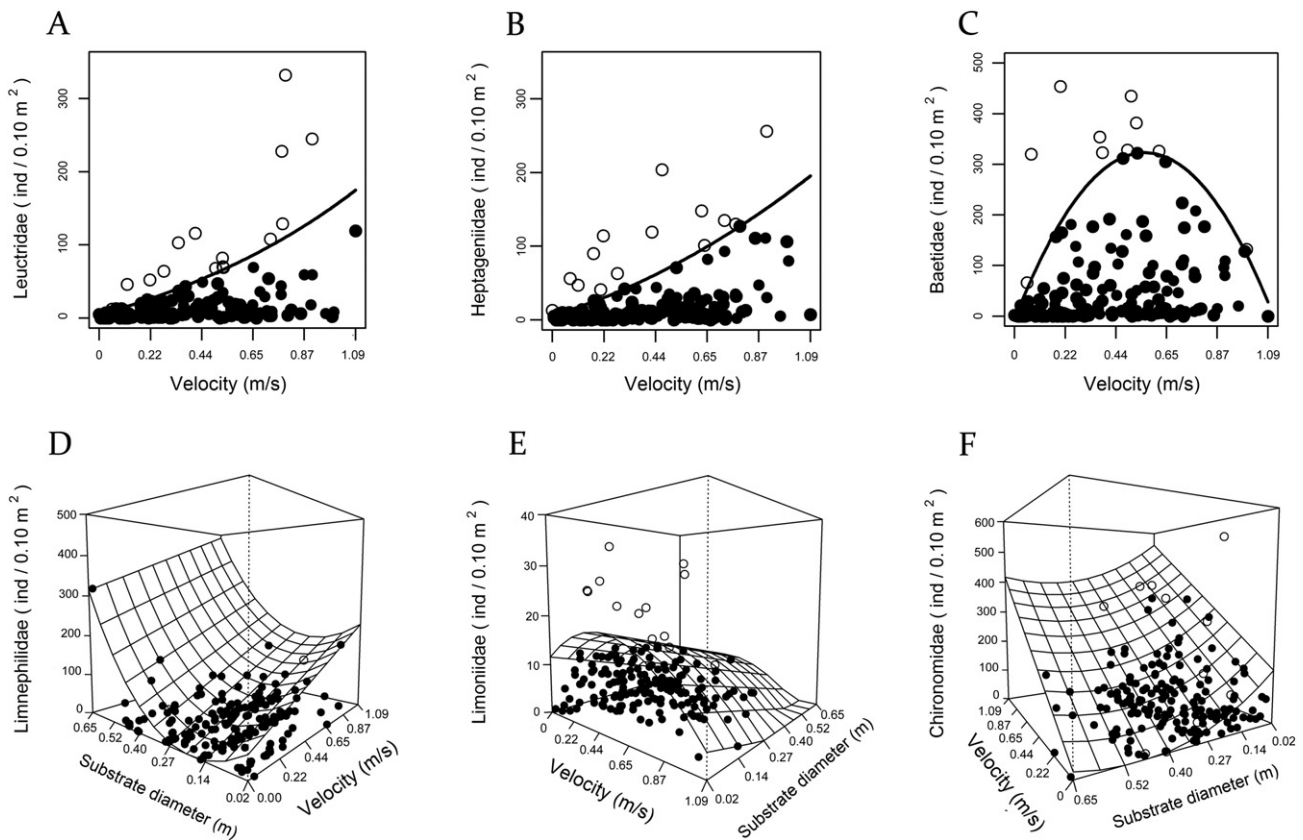 A
Leuctridae ( ind / 0.10 m 2 )
300
200
100
0
0 0.22 0.44 0.65 0.87 1.09
Velocity (m/s)
B
Heptageniidae ( ind / 0.10 m 2 )
300
200
100
0
0 0.22 0.44 0.65 0.87 1.09
Velocity (m/s)
C
Baetidae ( ind / 0.10 m 2 )
500
400
300
200
100
0
0 0.22 0.44 0.65 0.87 1.09
Velocity (m/s)
D
Limnephilidae ( ind / 0.10 m 2 )
500
400
300
200
100
0
0.65 0.52 0.40 0.27 0.14 0.02
Substrate diameter (m)
0.00 0.22 0.44 0.65 0.87 1.09
Velocity (m/s)
E
Limoniidae ( ind / 0.10 m 2 )
40
30
20
10
0
0 0.22 0.44 0.65 0.87 1.09
Velocity (m/s)
0.02 0.14 0.27 0.40 0.52 0.65
Substrate diameter (m)
F
Chironomidae ( ind / 0.10 m 2 )
600
500
400
300
200
100
0
1.09 0.87 0.65 0.44 0.22 0
Velocity (m/s)
0.65 0.52 0.40 0.27 0.14 0.02
Substrate diameter (m)